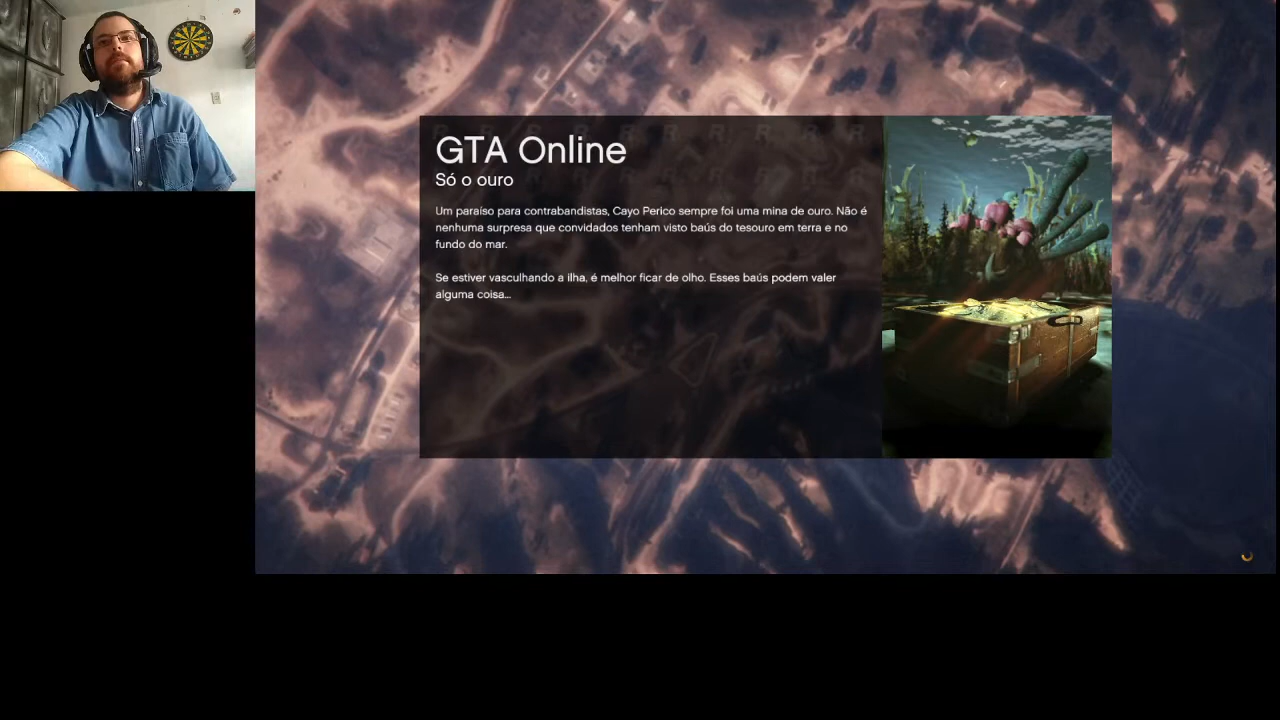 GTA Online
Só o ouro
Um paraíso para contrabandistas, Cayo Perico sempre foi uma mina de ouro. Não é
nenhuma surpresa que convidados tenham visto baús do tesouro em terra e no
fundo do mar.
Se estiver vasculhando a ilha, é melhor ficar de olho. Esses baús podem valer
alguma coisa...